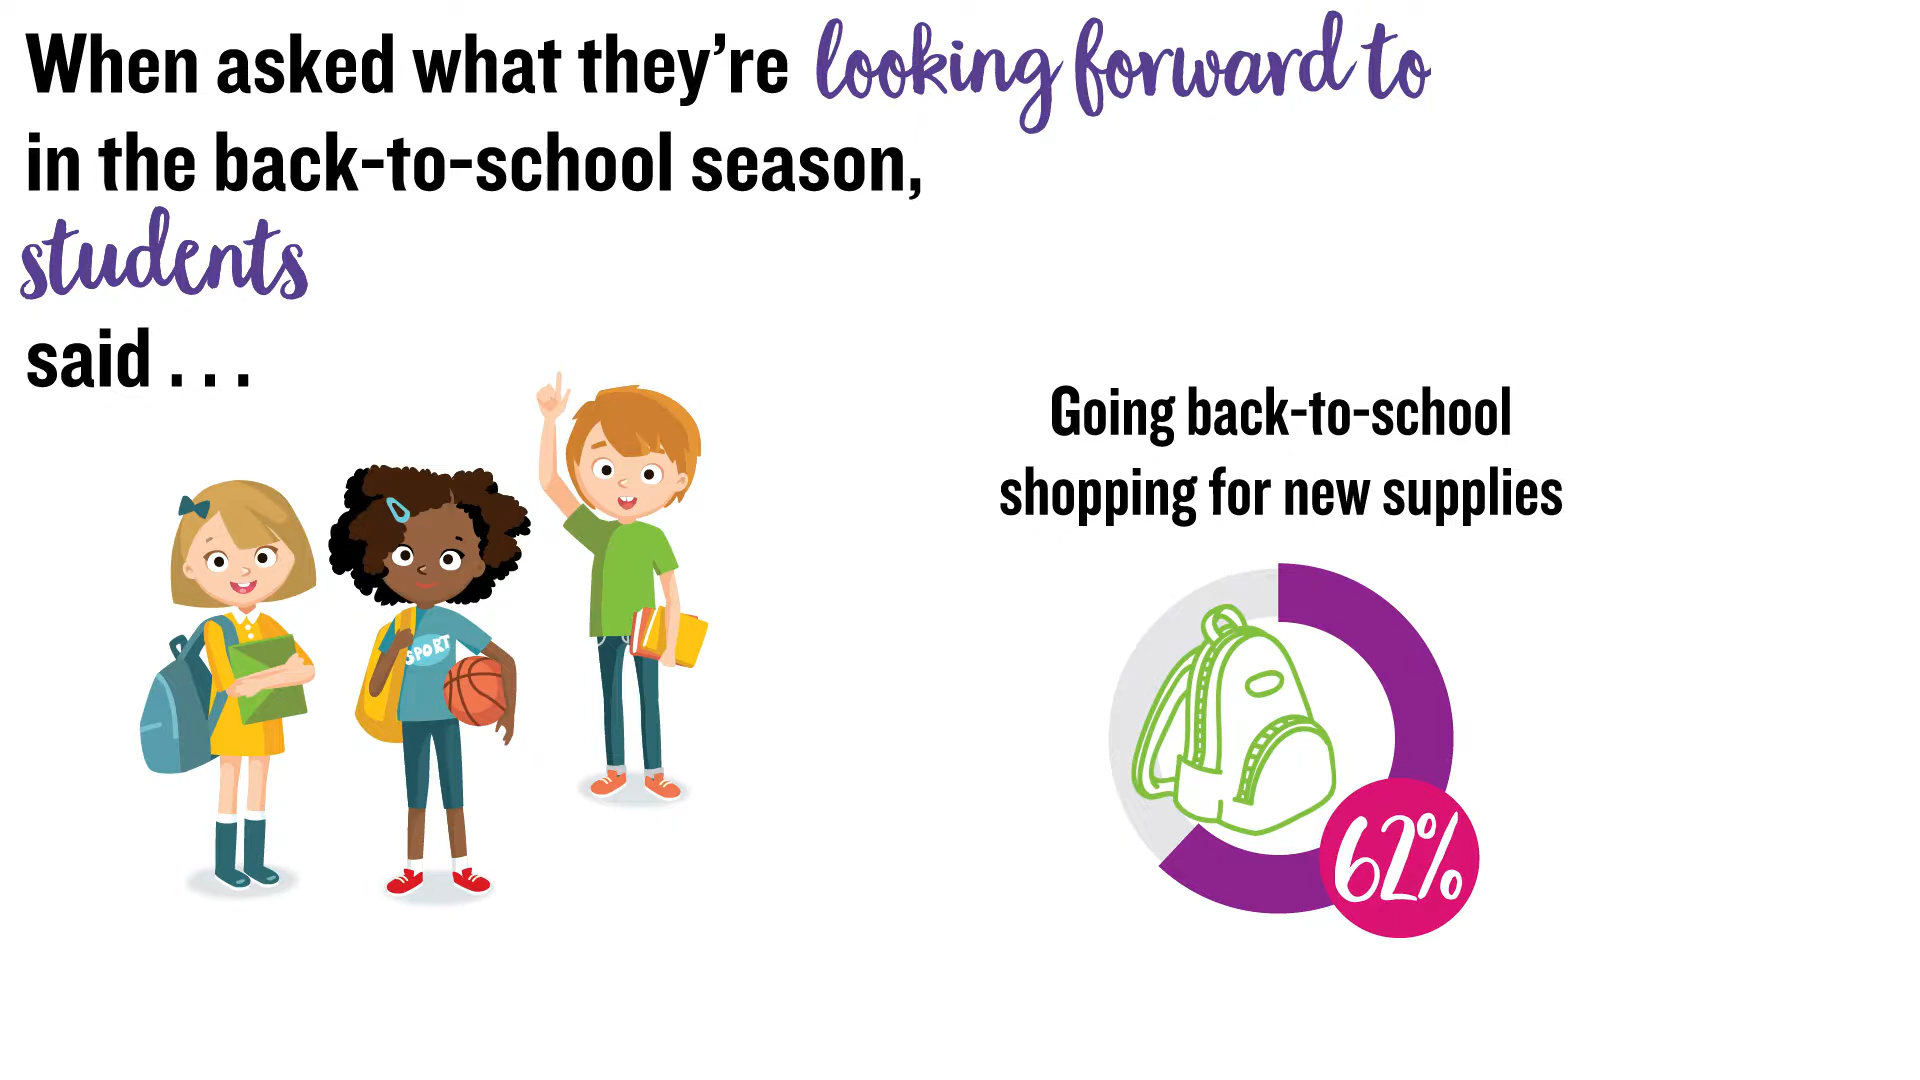 When asked what they’re looking forward to
in the back-to-school season,
students
said . . .
Going back-to-school
shopping for new supplies
SPORT
62%